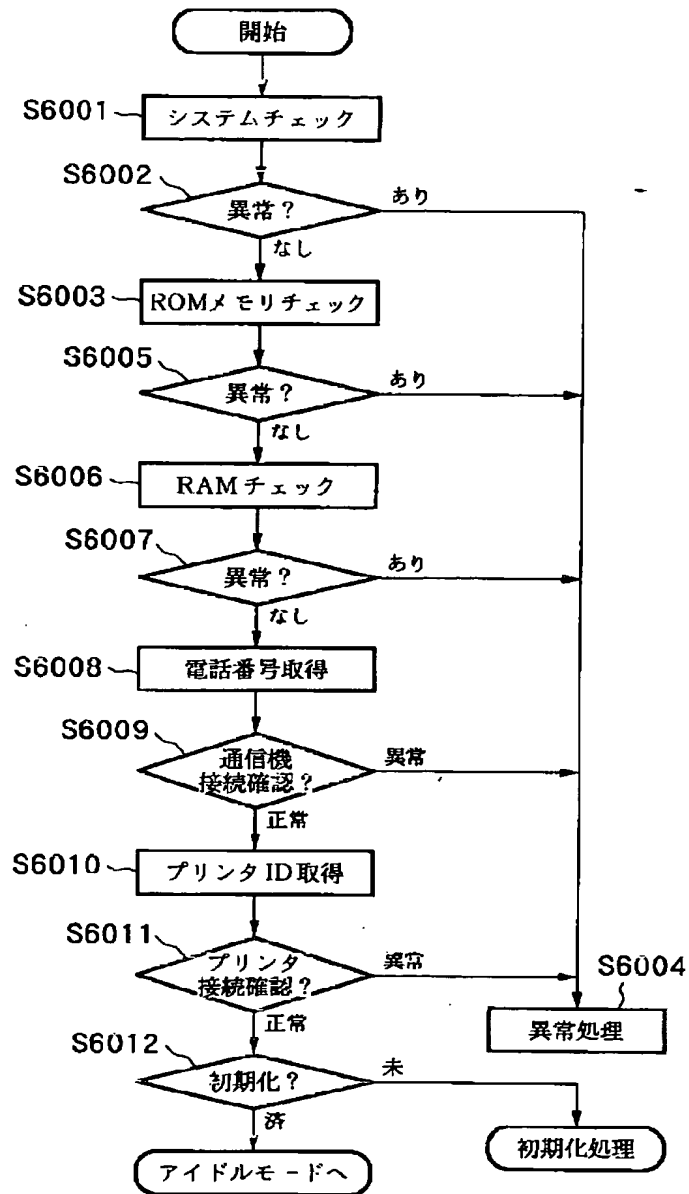 開始
S6001
システムチェック
S6002
異常?
あり
なし
S6003
ROMメモリチェック
S6005
異常?
あり
なし
S6006
RAMチェック
S6007
異常?
あり
なし
S6008
電話番号取得
S6009
通信機
接続確認?
異常
正常
S6010
プリンタID取得
S6011
プリンタ
接続確認?
異常
正常
S6004
異常処理
S6012
初期化?
未
済
初期化処理
アイドルモードへ